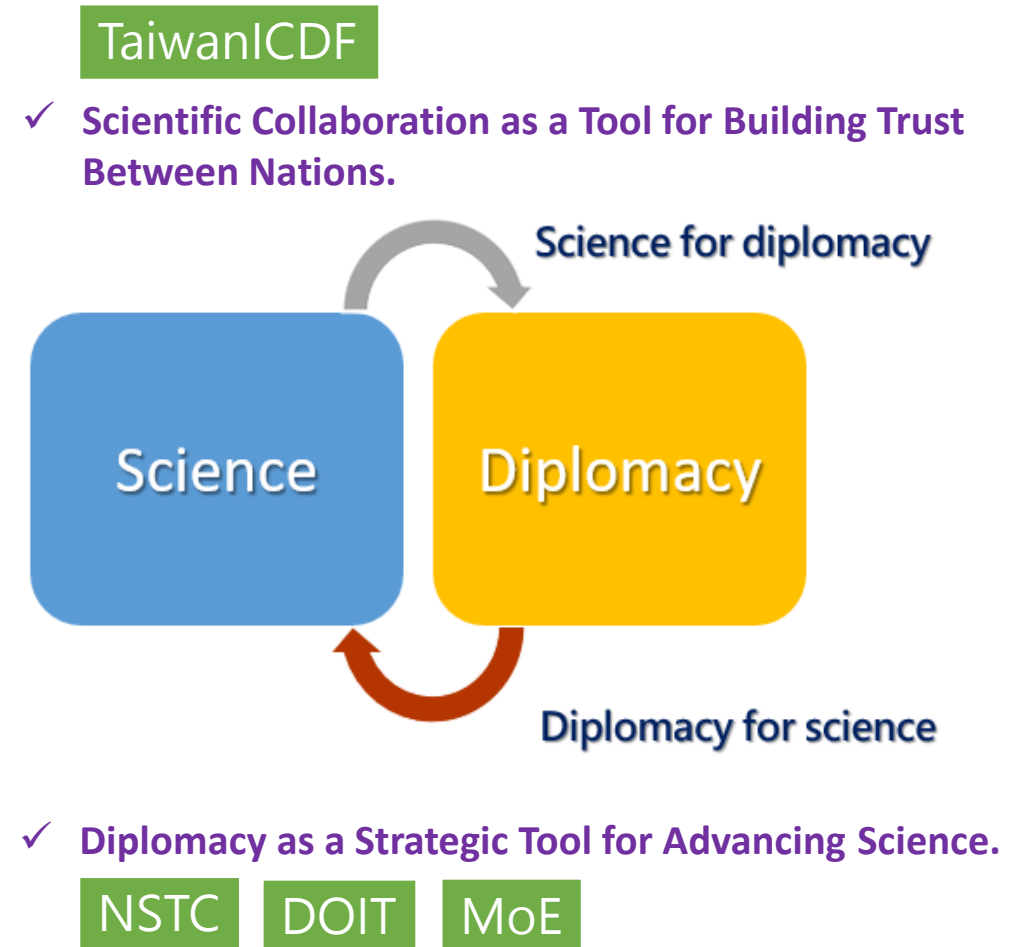 TaiwanICDF
✓ Scientific Collaboration as a Tool for Building Trust
Between Nations.
Science for diplomacy
Science
Diplomacy
Diplomacy for science
✓ Diplomacy as a Strategic Tool for Advancing Science.
NSTC
DOIT
MoE